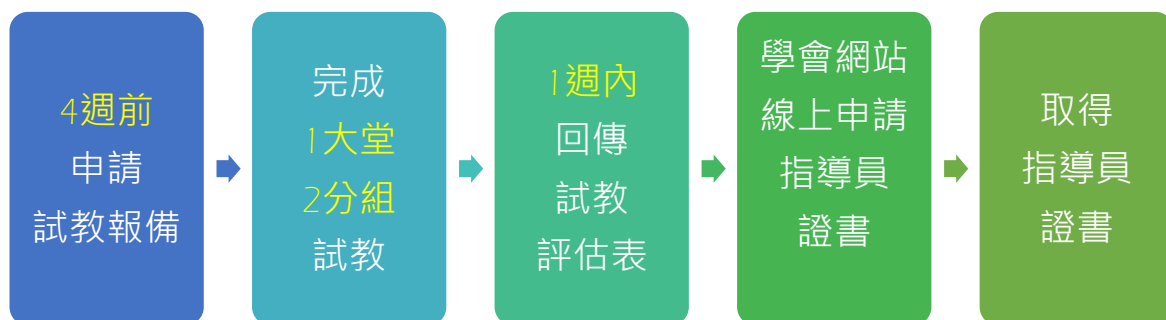 4週前
申請
試教報備
完成
1大堂
2分組
試教
1週內
回傳
試教
評估表
學會網站
線上申請
指導員
證書
取得
指導員
證書